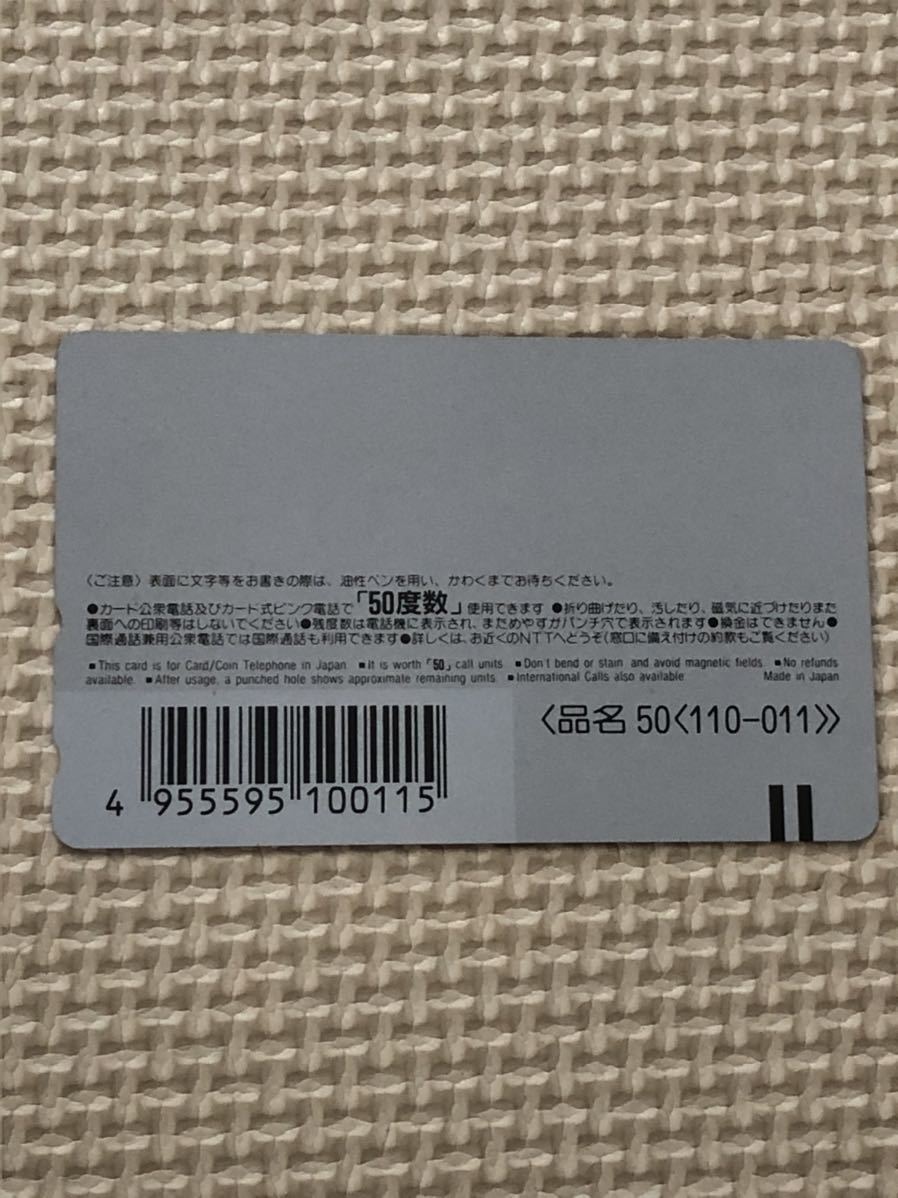 〈ご注意〉表面に文字等をお書きの際は、油性ペンを用い、かわくまでお待ちください。
●カード公衆電話及びカード式ピンク電話で「50度数」使用できます ●折り曲げたり、汚したり、磁気に近づけたりまた
裏面への印刷等はしないでください●残度数は電話機に表示され、まためやすがパンチ穴で表示されます●換金はできません●
国際通話兼用公衆電話では国際通話も利用できます●詳しくは、お近くのNTTへどうぞ(窓口に備え付けの約款もご覧ください)
■This card is for Card/Coin Telephone in Japan. ■It is worth「50」call units. ■Don't bend or stain and avoid magnetic fields. ■No refunds
available. ■After usage, a punched hole shows approximate remaining units. ■International Calls also available. Made in Japan
〈品名 50〈110-011〉〉
4 955595 100115